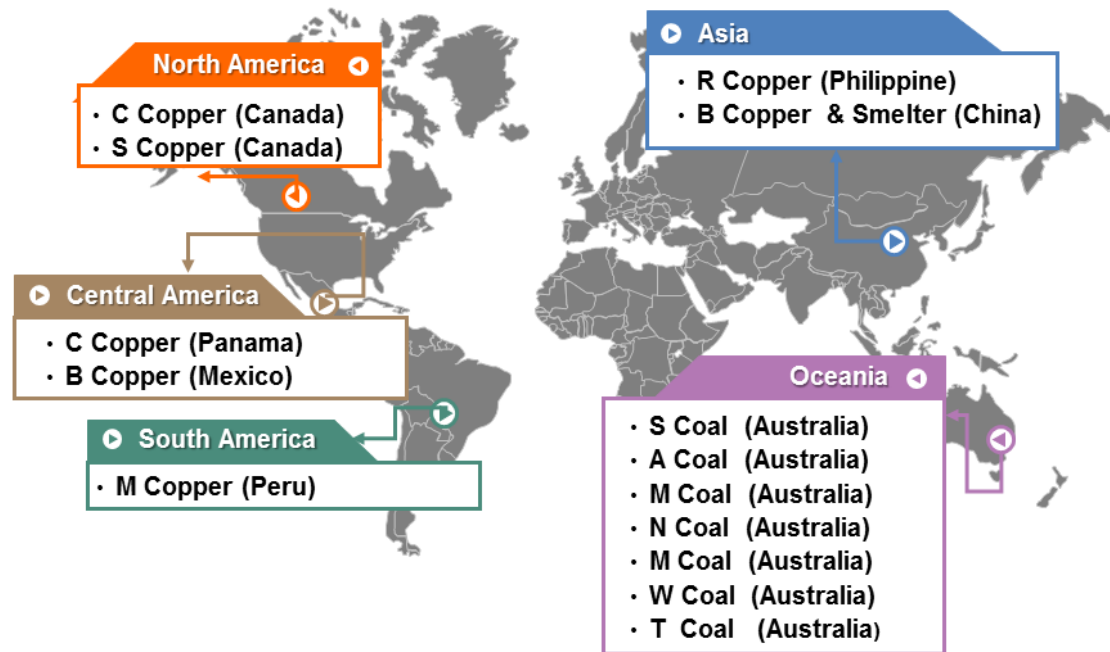 North America
• C Copper (Canada)
• S Copper (Canada)
Asia
• R Copper (Philippine)
• B Copper & Smelter (China)
Central America
• C Copper (Panama)
• B Copper (Mexico)
South America
• M Copper (Peru)
Oceania
• S Coal (Australia)
• A Coal (Australia)
• M Coal (Australia)
• N Coal (Australia)
• M Coal (Australia)
• W Coal (Australia)
• T Coal (Australia)